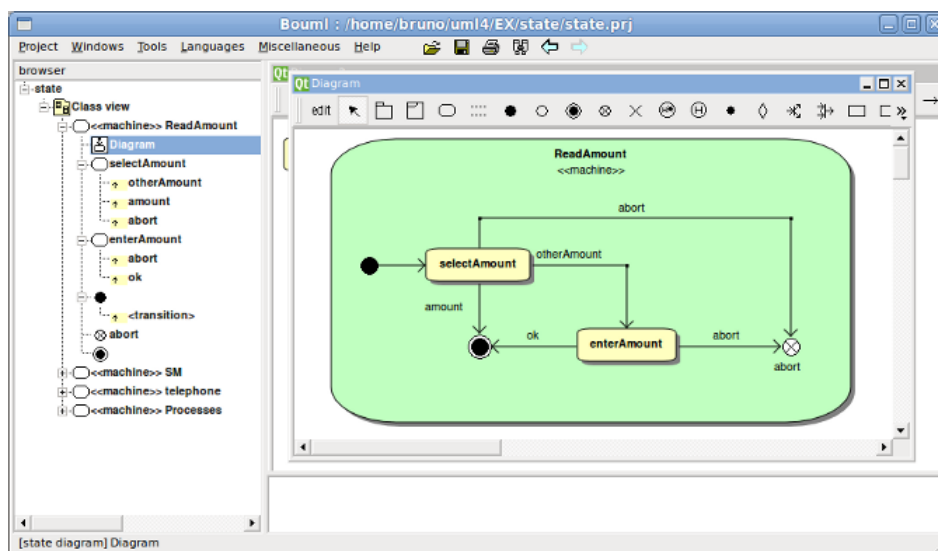 Bouml : /home/bruno/uml4/EX/state/state.prj
Project Windows Tools Languages Miscellaneous Help
browser
state
Class view
<<machine>> ReadAmount
Diagram
selectAmount
otherAmount
amount
abort
enterAmount
abort
ok
<transition>
abort
<<machine>> SM
<<machine>> telephone
<<machine>> Processes
Qt
Qt Diagram
edit
ReadAmount
<<machine>>
abort
selectAmount
otherAmount
amount
ok
enterAmount
abort
abort
[state diagram] Diagram